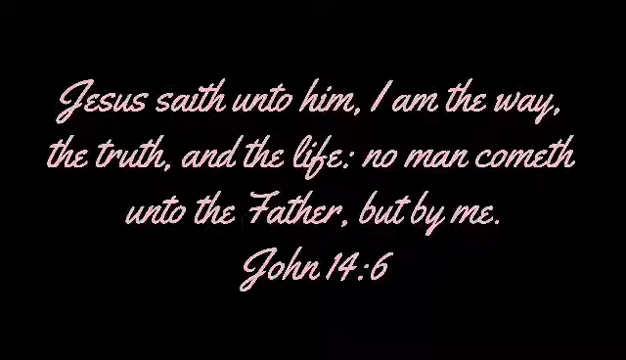 Jesus saith unto him, I am the way,
the truth, and the life: no man cometh
unto the Father, but by me.
John 14:6